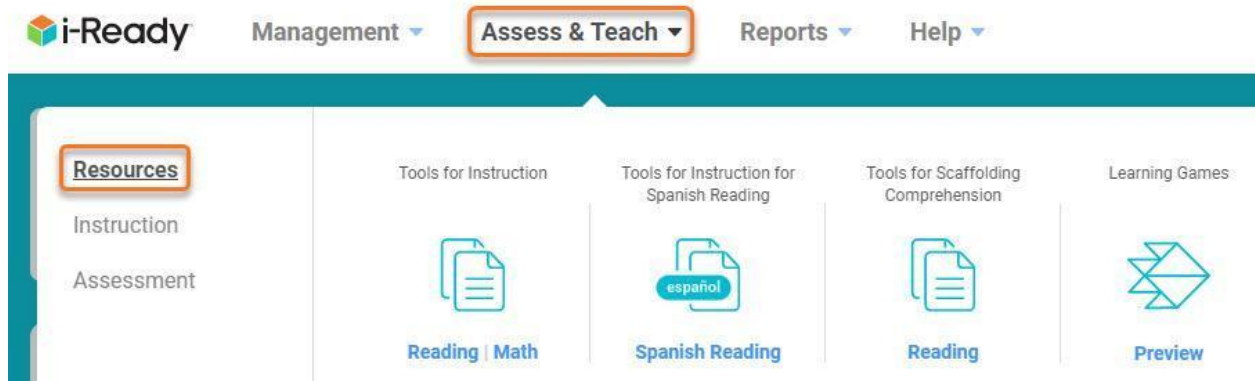 i-Ready Management Assess & Teach Reports Help
Resources
Instruction
Assessment
Tools for Instruction
Reading | Math
Tools for Instruction for
Spanish Reading
español
Spanish Reading
Tools for Scaffolding
Comprehension
Reading
Learning Games
Preview